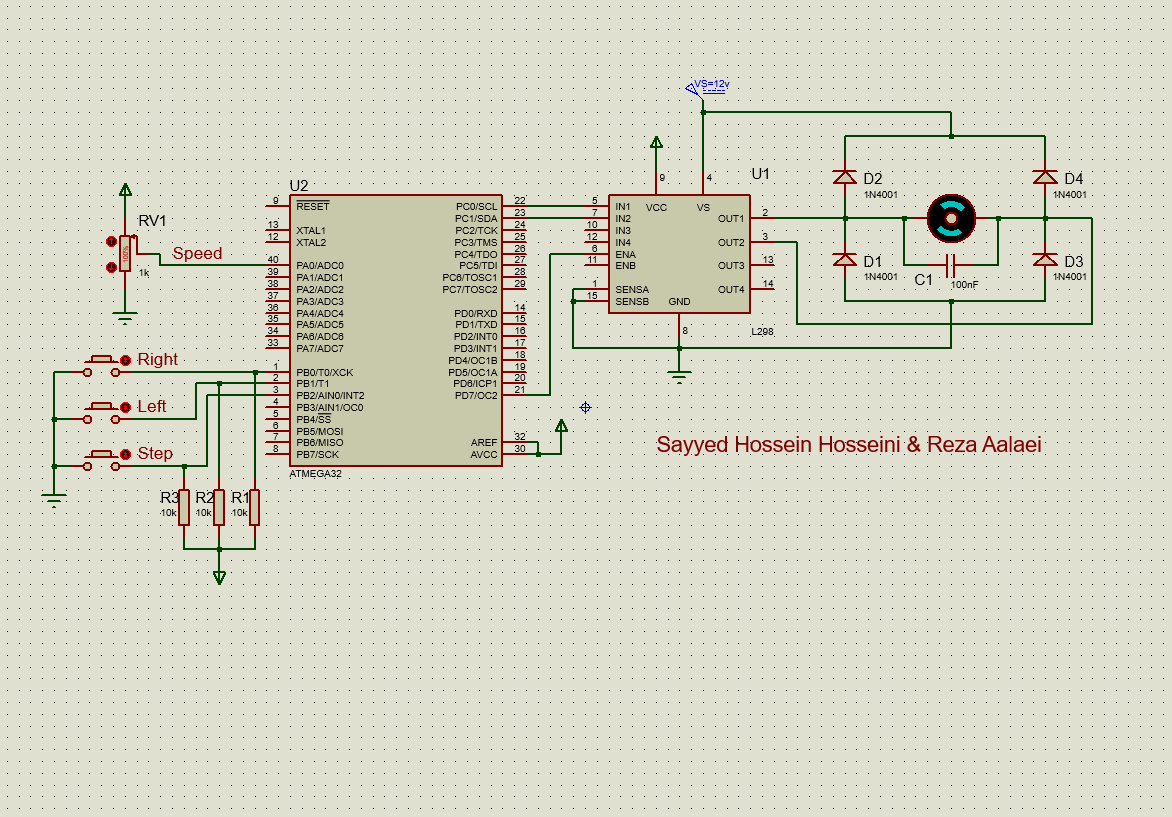 VS=12v
U1
9
4
VCC
VS
D2
1N4001
D4
1N4001
U2
9
RESET
13
XTAL1
12
XTAL2
40
PA0/ADC0
39
PA1/ADC1
38
PA2/ADC2
37
PA3/ADC3
36
PA4/ADC4
35
PA5/ADC5
34
PA6/ADC6
33
PA7/ADC7
1
PB0/T0/XCK
2
PB1/T1
3
PB2/AIN0/INT2
4
PB3/AIN1/OC0
5
PB4/SS
6
PB5/MOSI
7
PB6/MISO
8
PB7/SCK
PC0/SCL
22
PC1/SDA
23
PC2/TCK
24
PC3/TMS
25
PC4/TDO
26
PC5/TDI
27
PC6/TOSC1
28
PC7/TOSC2
29
PD0/RXD
14
PD1/TXD
15
PD2/INT0
16
PD3/INT1
17
PD4/OC1B
18
PD5/OC1A
19
PD6/ICP1
20
PD7/OC2
21
AREF
32
AVCC
30
ATMEGA32
RV1
100%
1k
Speed
Right
Left
Step
R3
10k
R2
10k
R1
10k
5
IN1
7
IN2
10
IN3
12
IN4
6
ENA
11
ENB
1
SENSA
15
SENSB
GND
8
OUT1
2
OUT2
3
OUT3
13
OUT4
14
L298
D1
1N4001
D3
1N4001
C1
100nF
Sayyed Hossein Hosseini & Reza Aalaei